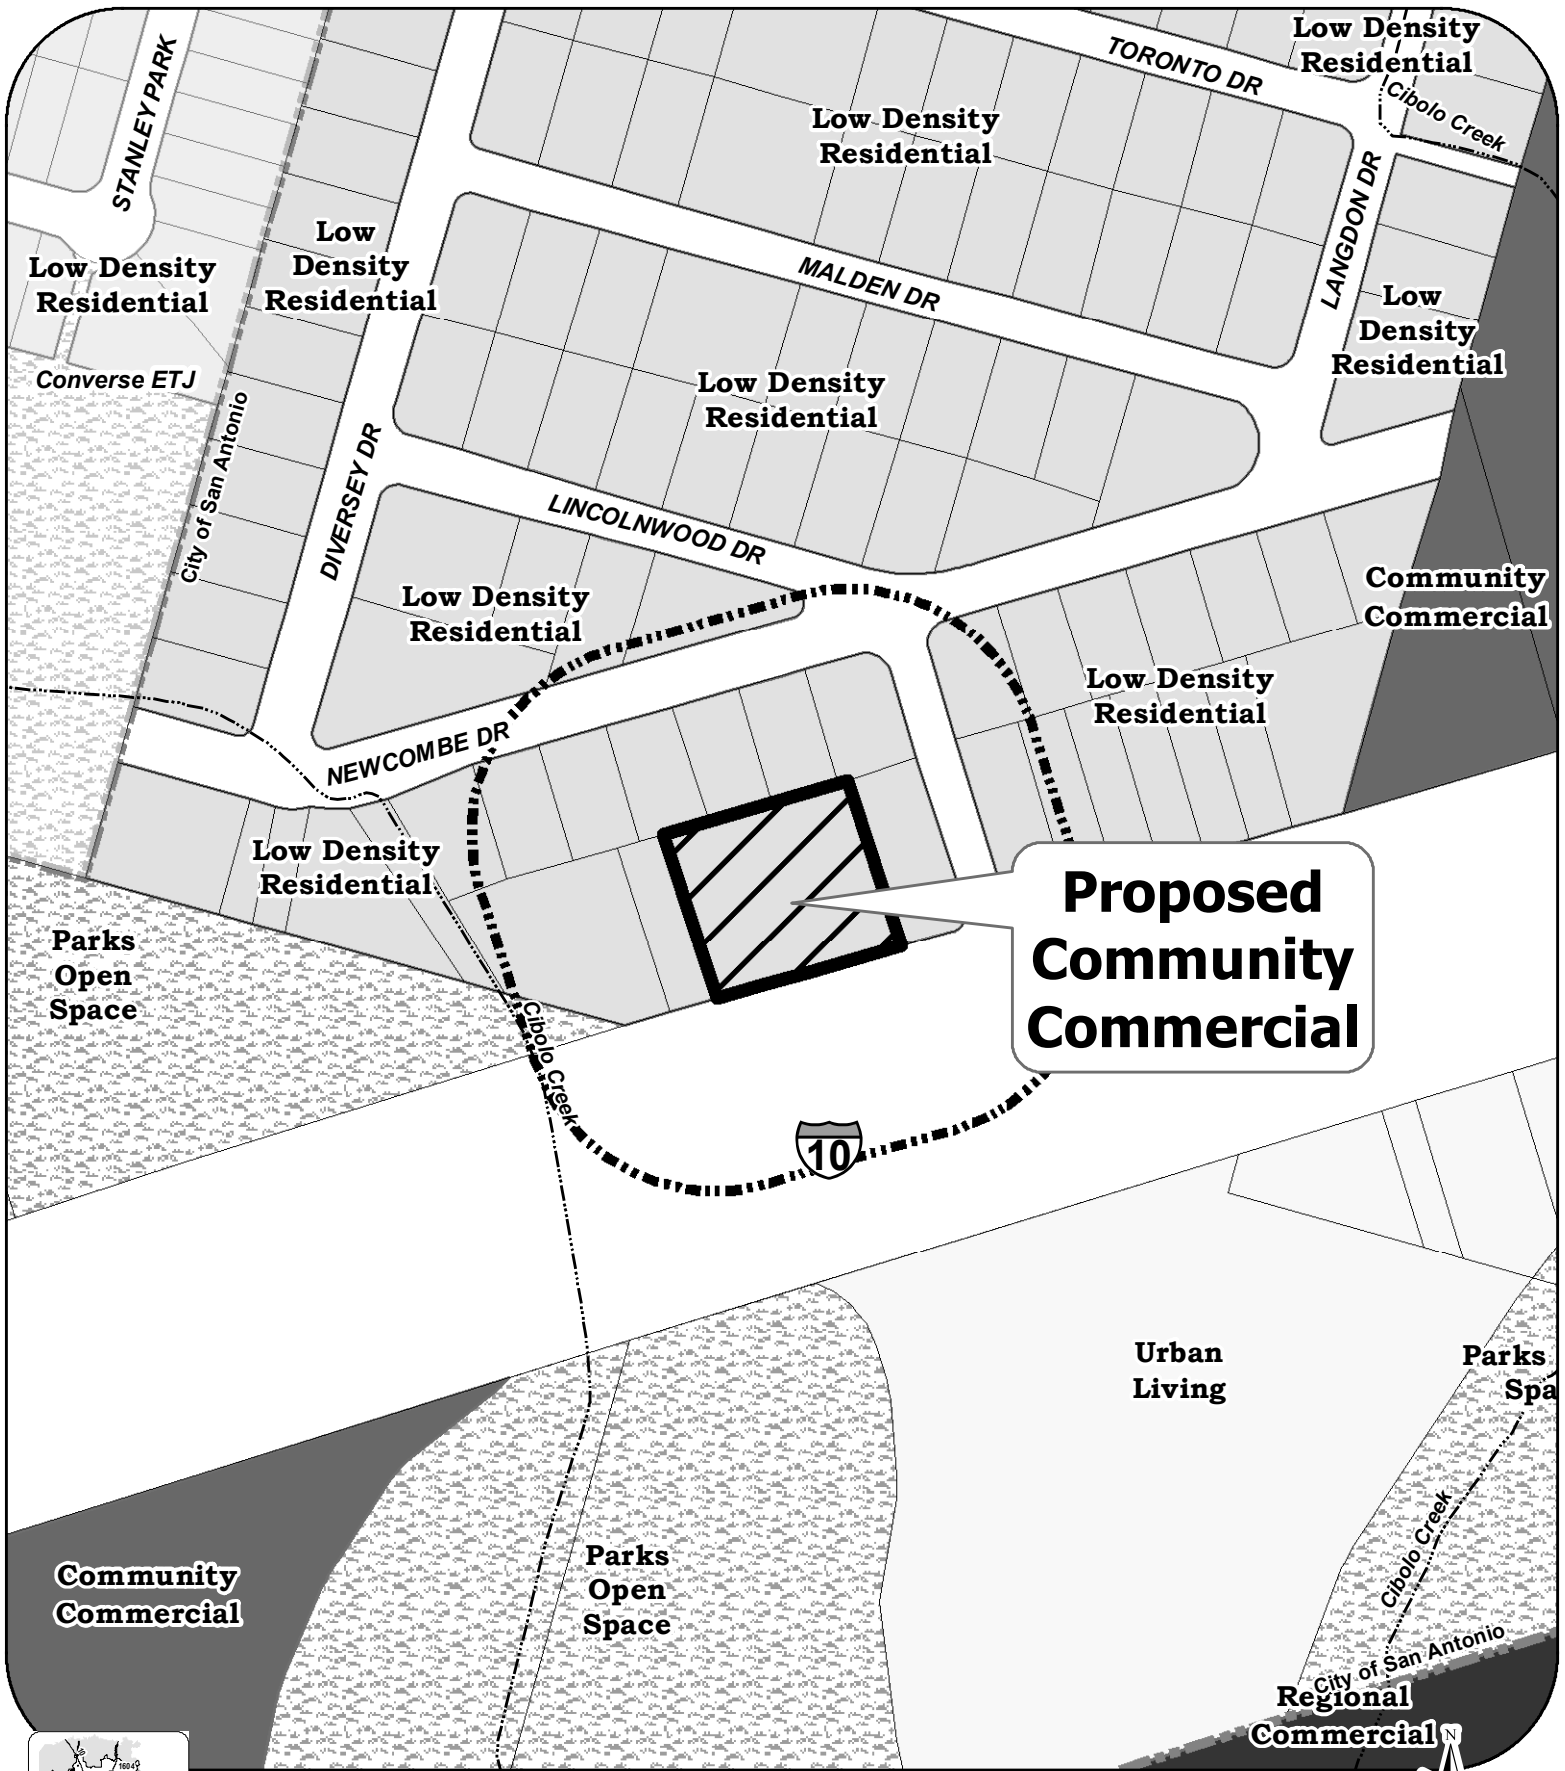 Low Density
Residential
TORONTO DR
STANLEY PARK
Cibolo Creek
Low Density
Residential
LANGDON DR
Low
Density
Residential
Low Density
Residential
MALDEN DR
Low
Density
Residential
Converse ETJ
Low Density
Residential
City of San Antonio
DIVERSEY DR
LINCOLNWOOD DR
Low Density
Residential
Community
Commercial
Low Density
Residential
NEWCOMBE DR
Low Density
Residential
Proposed
Community
Commercial
Parks
Open
Space
Cibolo Creek
10
Urban
Living
Parks
Spa
Cibolo Creek
Parks
Open
Space
Community
Commercial
City of San Antonio
Regional
Commercial
N
1604